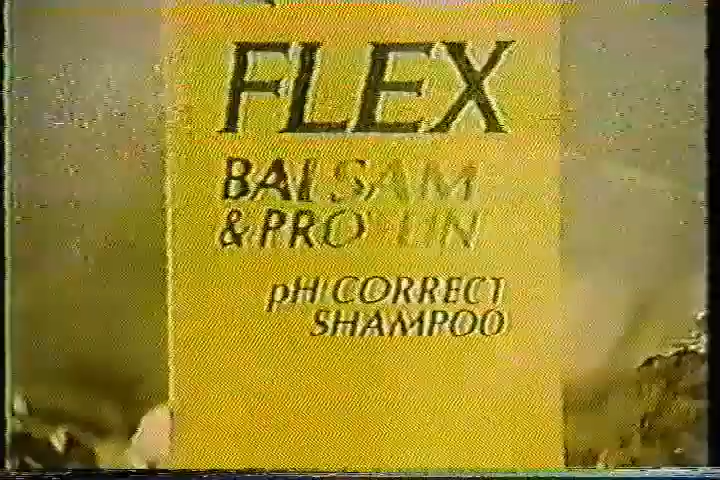 FLEX
BALSAM
& PROTEIN
pH CORRECT
SHAMPOO